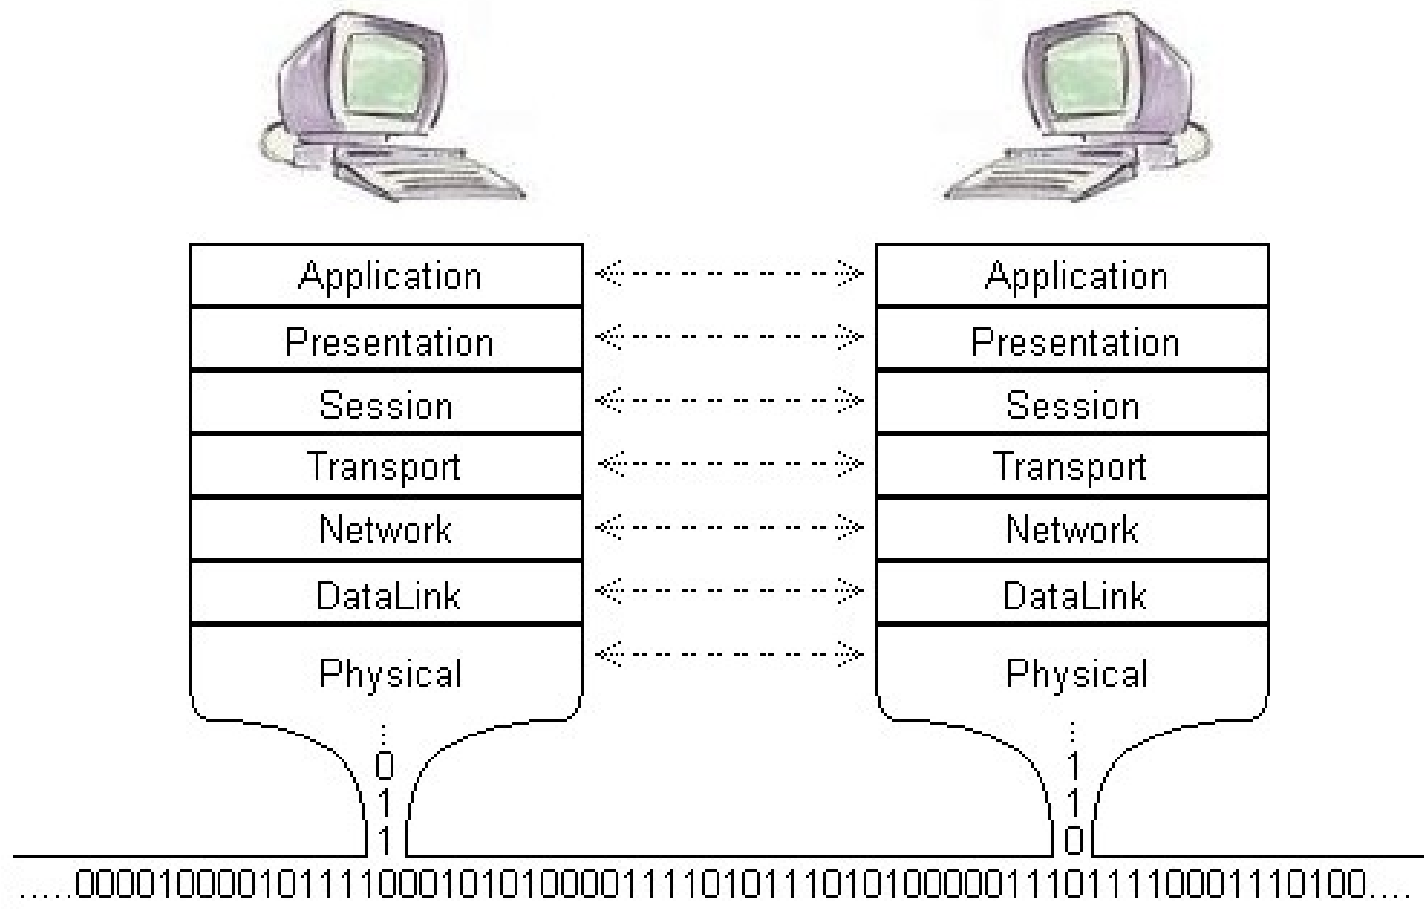 Application Application
Presentation Presentation
Session Session
Transport Transport
Network Network
DataLink DataLink
Physical Physical
0 1
1 1
1 0
.....0000100001011110001010100001111010111010100000111011110001110100....